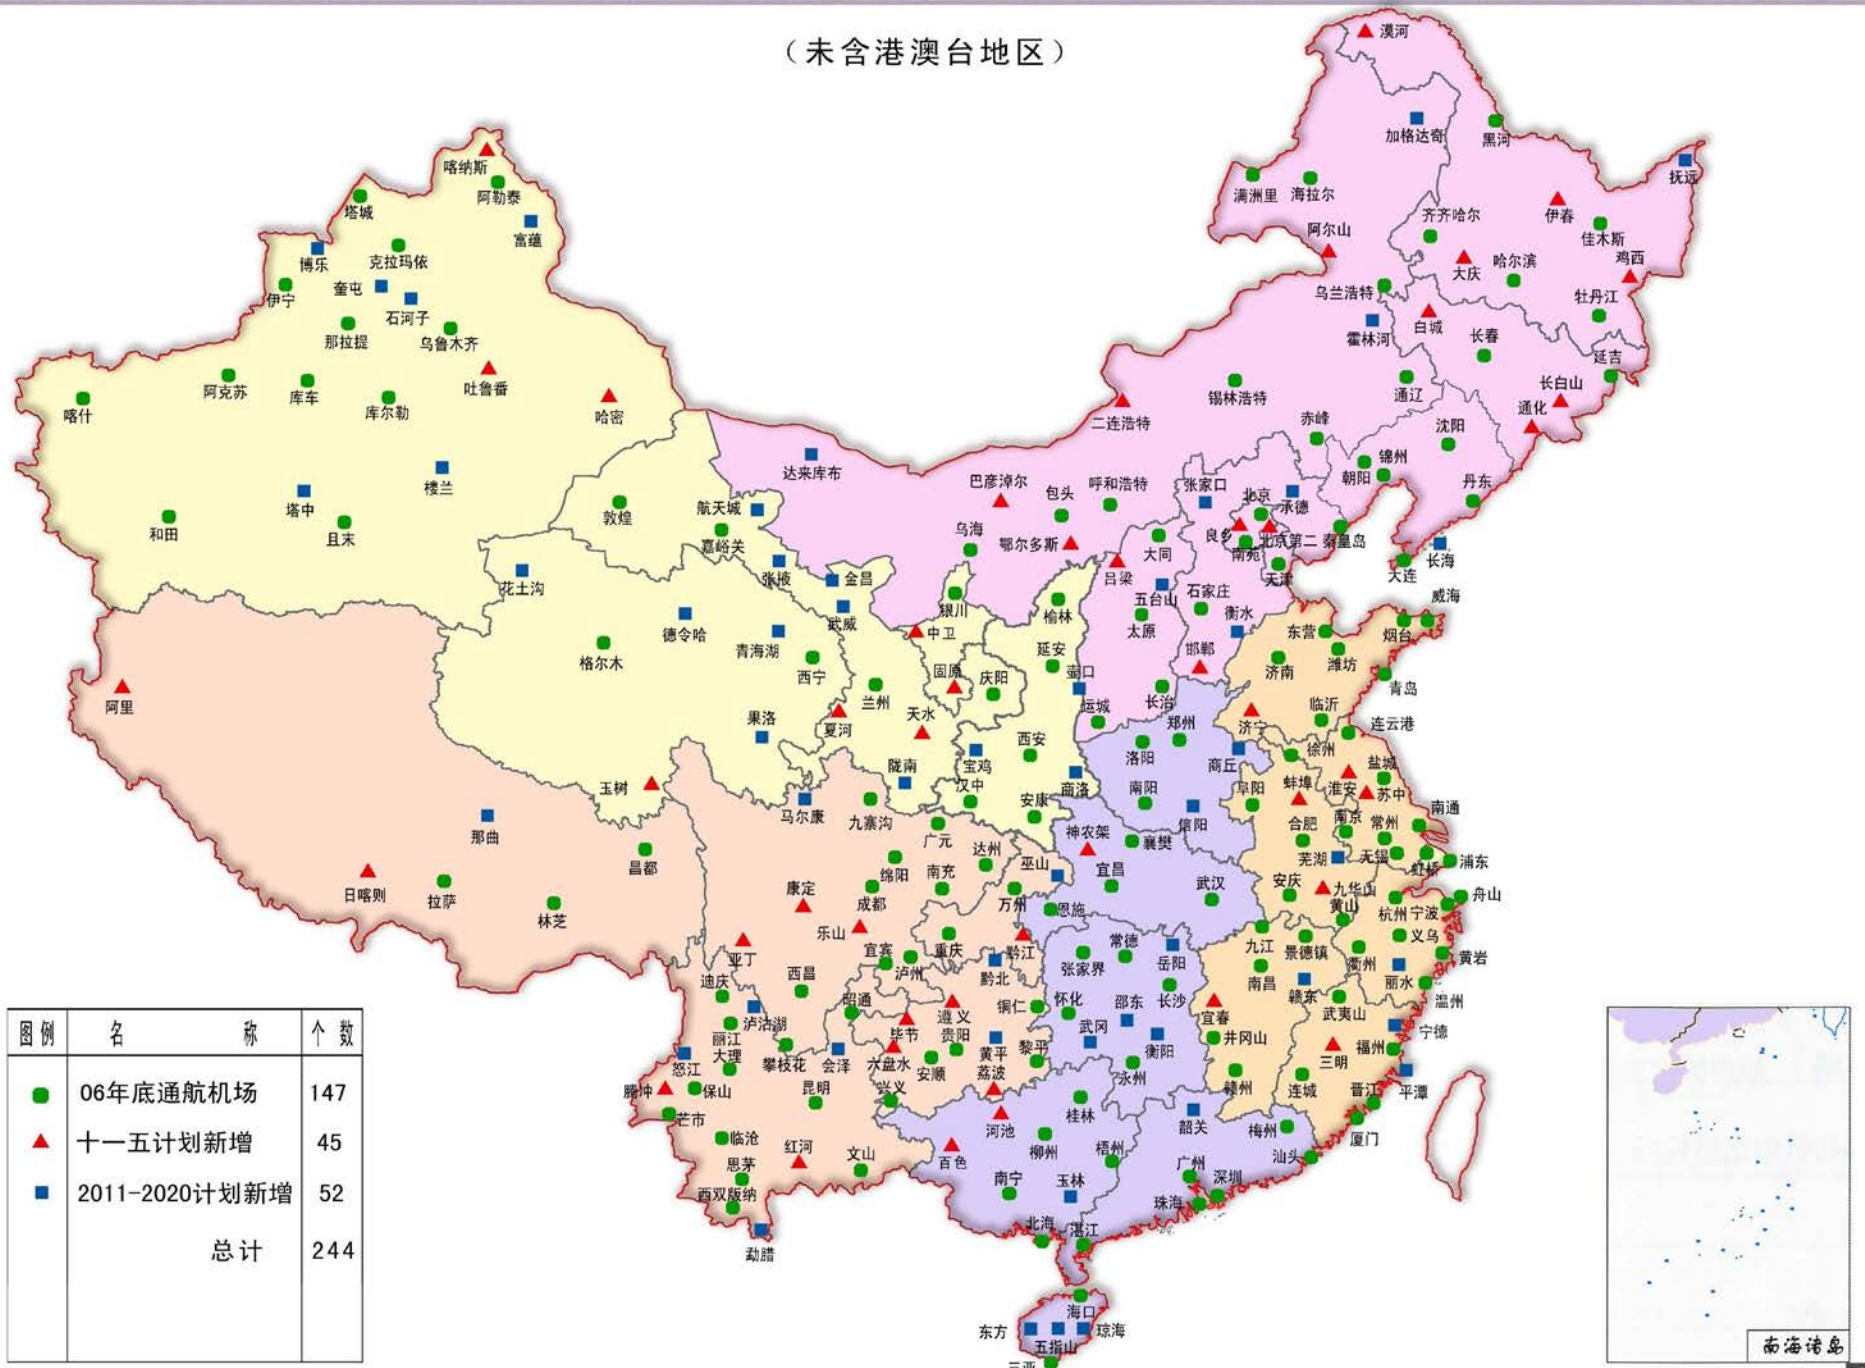 （未含港澳台地区）
漠河
加格达奇
黑河
抚远
满洲里
海拉尔
齐齐哈尔
伊春
佳木斯
阿尔山
大庆
哈尔滨
鸡西
乌兰浩特
牡丹江
霍林河
白城
长春
延吉
锡林浩特
通辽
长白山
通化
二连浩特
赤峰
沈阳
朝阳
锦州
丹东
喀纳斯
阿勒泰
塔城
富蕴
博乐
克拉玛依
伊宁
奎屯
石河子
那拉提
乌鲁木齐
吐鲁番
哈密
喀什
阿克苏
库车
库尔勒
楼兰
塔中
和田
且末
达来库布
巴彦淖尔
包头
呼和浩特
张家口
北京
承德
敦煌
航天城
嘉峪关
乌海
鄂尔多斯
大同
良乡
南苑
北京第二
秦皇岛
天津
大连
长海
威海
花土沟
张掖
金昌
武威
银川
榆林
吕梁
五台山
石家庄
太原
衡水
东营
烟台
德令哈
青海湖
格尔木
西宁
中卫
延安
壶口
邯郸
济南
潍坊
青岛
固原
庆阳
兰州
天水
夏河
果洛
运城
长治
郑州
济宁
临沂
连云港
阿里
玉树
陇南
宝鸡
西安
商洛
洛阳
商丘
徐州
盐城
汉中
安康
南阳
信阳
阜阳
蚌埠
淮安
苏中
南通
那曲
昌都
马尔康
九寨沟
广元
神农架
襄樊
合肥
南京
常州
芜湖
无锡
虹桥
浦东
日喀则
拉萨
林芝
康定
绵阳
成都
南充
达州
巫山
万州
宜昌
恩施
武汉
安庆
九华山
黄山
杭州
宁波
舟山
亚丁
乐山
宜宾
泸州
重庆
黔江
黔北
张家界
常德
岳阳
九江
景德镇
衢州
义乌
黄岩
丽水
温州
迪庆
西昌
泸沽湖
昭通
遵义
铜仁
怀化
邵东
长沙
南昌
赣东
武夷山
宁德
丽江
大理
毕节
贵阳
武冈
衡阳
宜春
井冈山
三明
福州
怒江
攀枝花
会泽
六盘水
安顺
黄平
黎平
永州
赣州
连城
平潭
腾冲
保山
昆明
兴义
荔波
桂林
韶关
梅州
晋江
厦门
芒市
临沧
红河
文山
百色
河池
柳州
梧州
汕头
思茅
西双版纳
勐腊
南宁
玉林
广州
深圳
珠海
北海
湛江
海口
东方
五指山
琼海
三亚
图例 名 称 个数
06年底通航机场 147
十一五计划新增 45
2011-2020计划新增 52
总计 244
南海诸岛